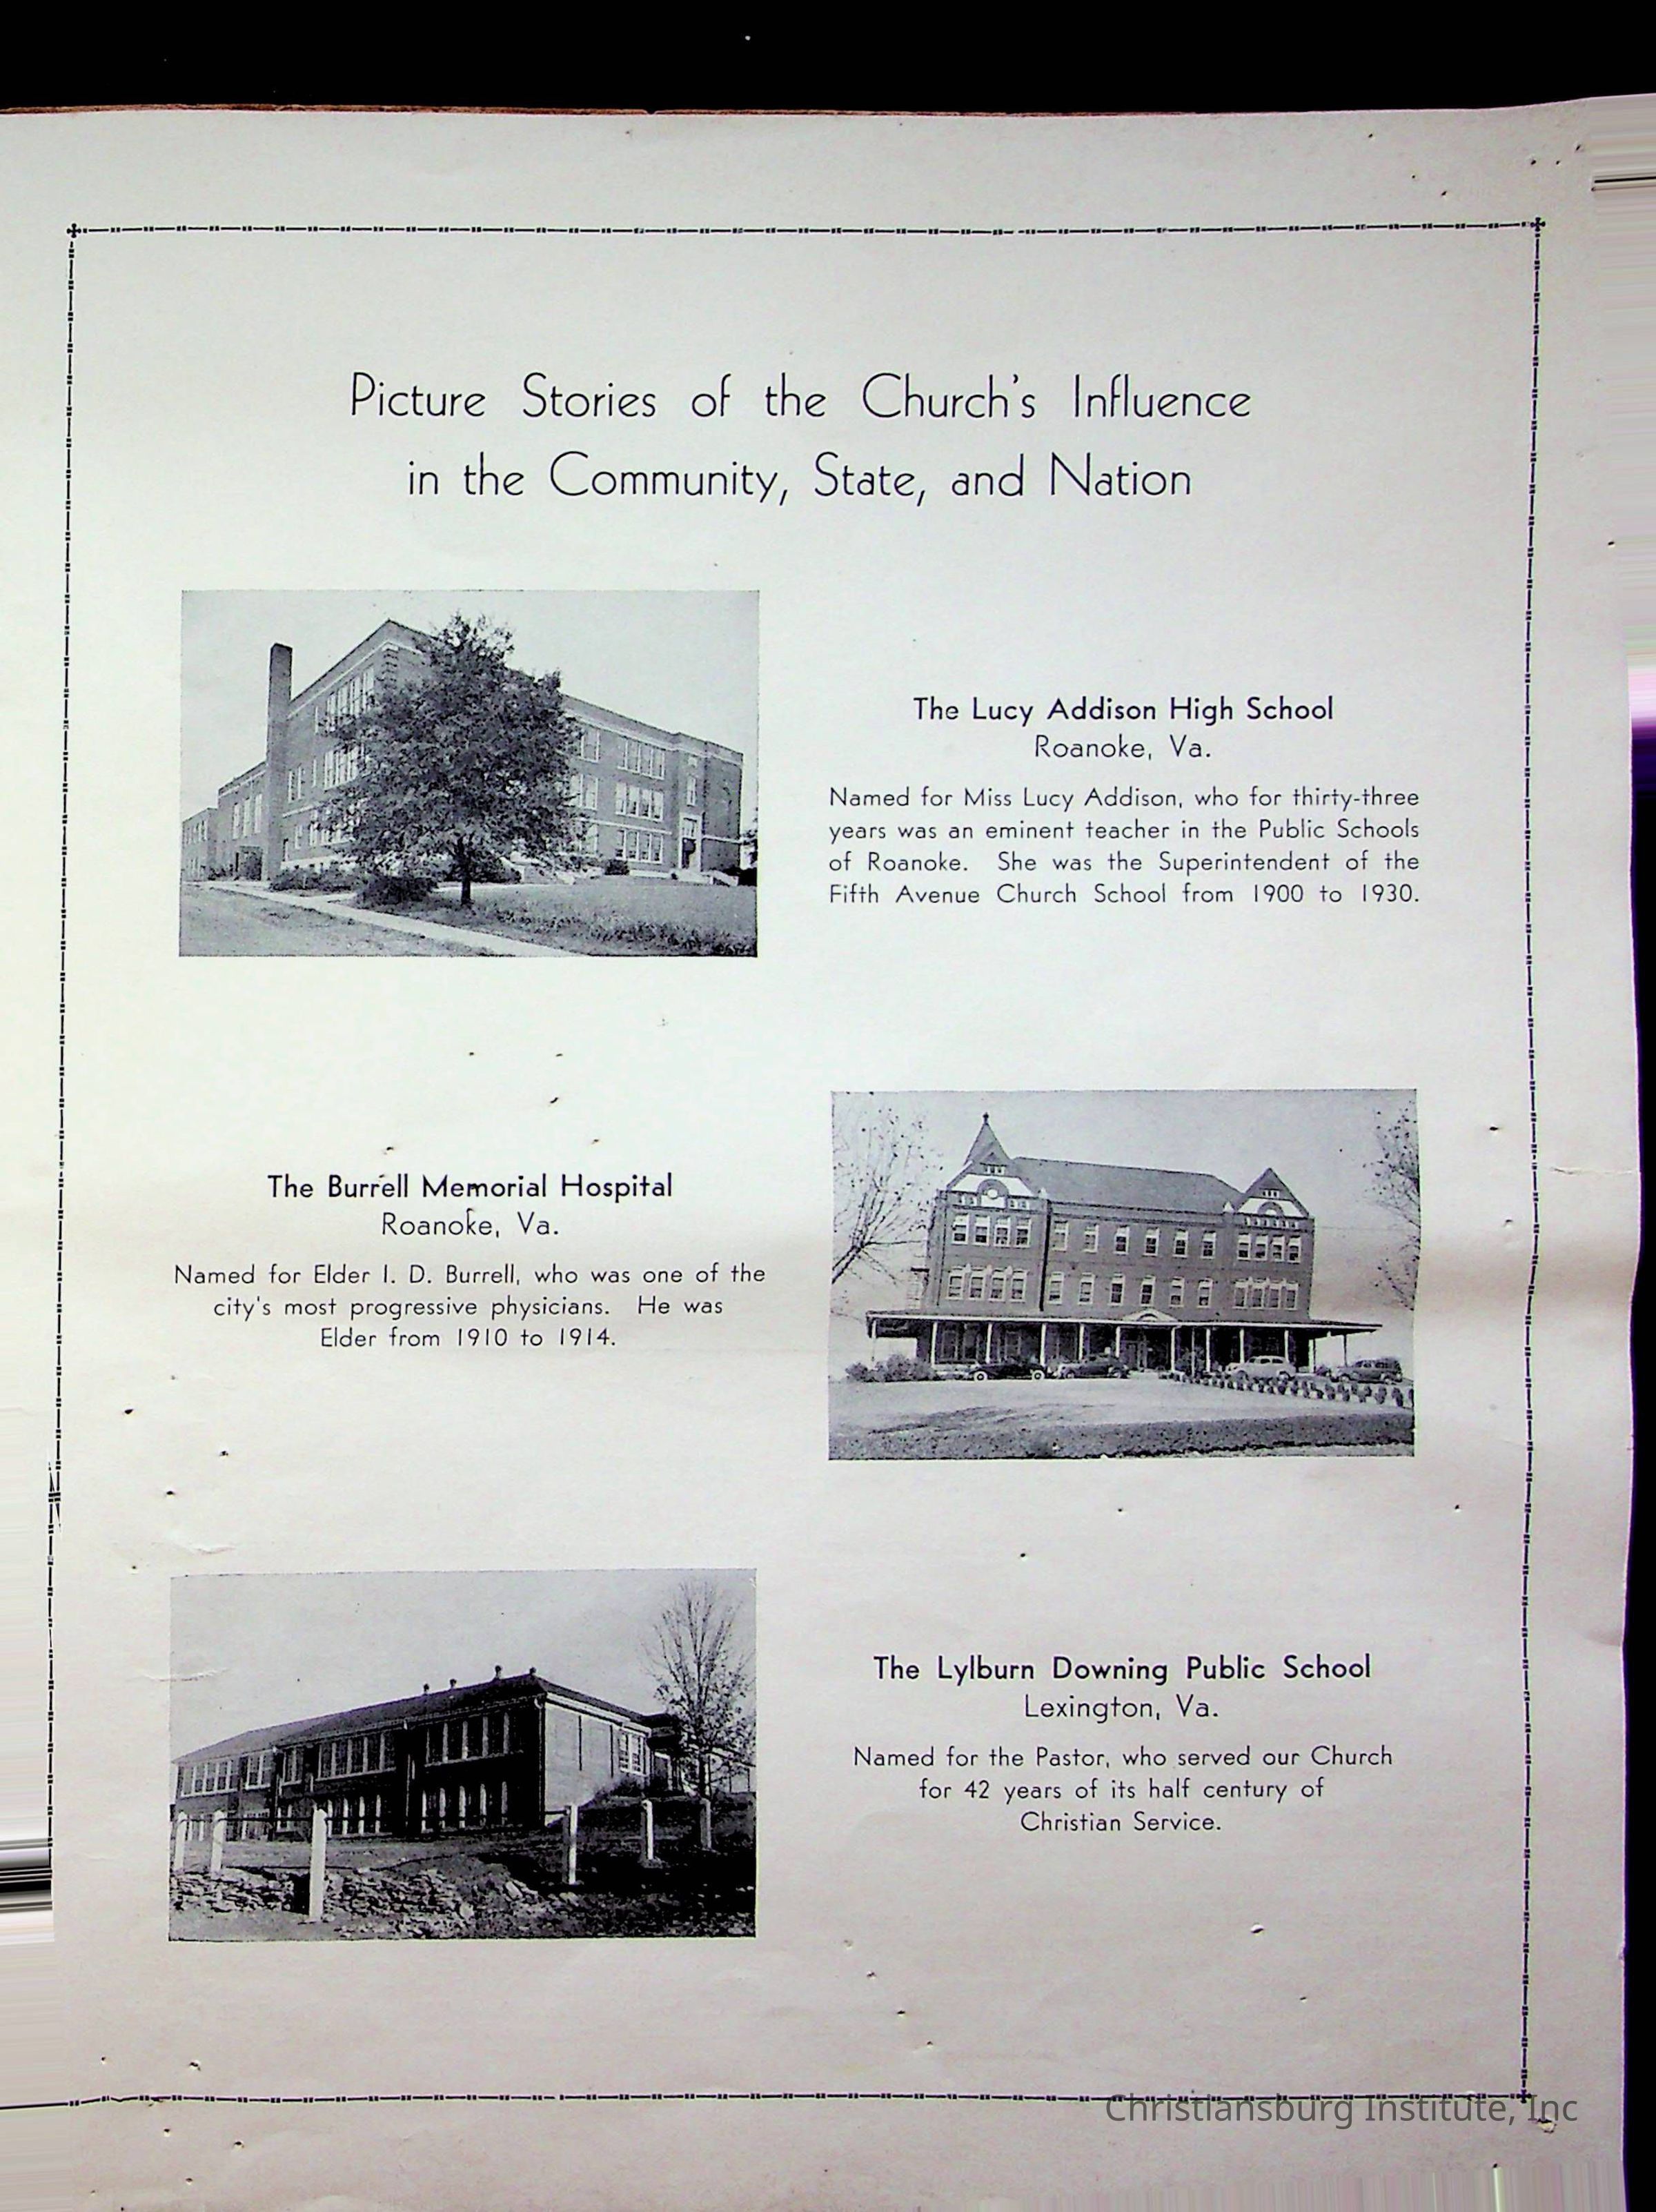 Picture Stories of the Church's Influence
in the Community, State, and Nation
The Lucy Addison High School
Roanoke, Va.
Named for Miss Lucy Addison, who for thirty-three
years was an eminent teacher in the Public Schools
of Roanoke. She was the Superintendent of the
Fifth Avenue Church School from 1900 to 1930.
The Burrell Memorial Hospital
Roanoke, Va.
Named for Elder I. D. Burrell, who was one of the
city's most progressive physicians. He was
Elder from 1910 to 1914.
The Lylburn Downing Public School
Lexington, Va.
Named for the Pastor, who served our Church
for 42 years of its half century of
Christian Service.
Christiansburg Institute, Inc